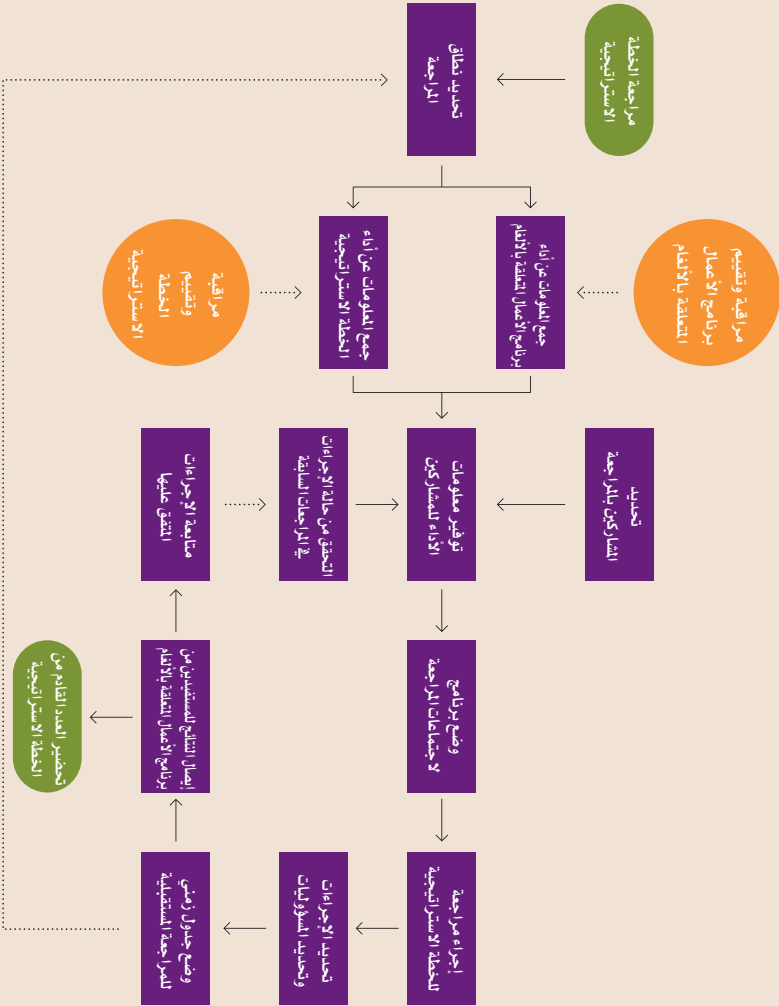 مراجعة الخطة
الاستراتيجية
تحديد نطاق
المراجعة
مراقبة وتقييم
برنامج الأعمال
المتعلقة بالألغام
جمع المعلومات عن أداء
برنامج الأعمال المتعلقة بالألغام
جمع المعلومات عن أداء
الخطة الاستراتيجية
مراقبة
وتقييم
الخطة
الاستراتيجية
تحديد
المشاركين بالمراجعة
توفير معلومات
الأداء للمشاركين
التحقق من حالة الإجراءات
في المراجعات السابقة
متابعة الإجراءات
المتفق عليها
وضع برنامج
لاجتماعات المراجعة
إيصال النتائج للمستفيدين من
برنامج الأعمال المتعلقة بالألغام
تحضير العدد القادم من
الخطة الاستراتيجية
إجراء مراجعة
للخطة الاستراتيجية
تحديد الإجراءات
وتحديد المسؤوليات
وضع جدول زمني
للمراجعة المستقبلية